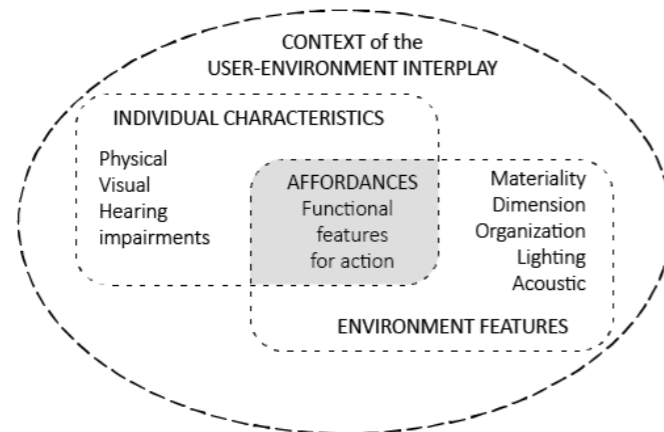 CONTEXT of the
USER-ENVIRONMENT INTERPLAY
INDIVIDUAL CHARACTERISTICS
Physical
Visual
Hearing
impairments
AFFORDANCES
Functional
features
for action
Materiality
Dimension
Organization
Lighting
Acoustic
ENVIRONMENT FEATURES